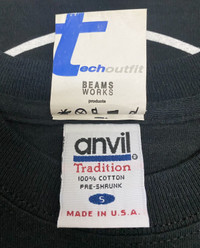 techoutfit
BEAMS
WORKS
products
anvil®
Tradition
100% COTTON
PRE-SHRUNK
S
MADE IN U.S.A.